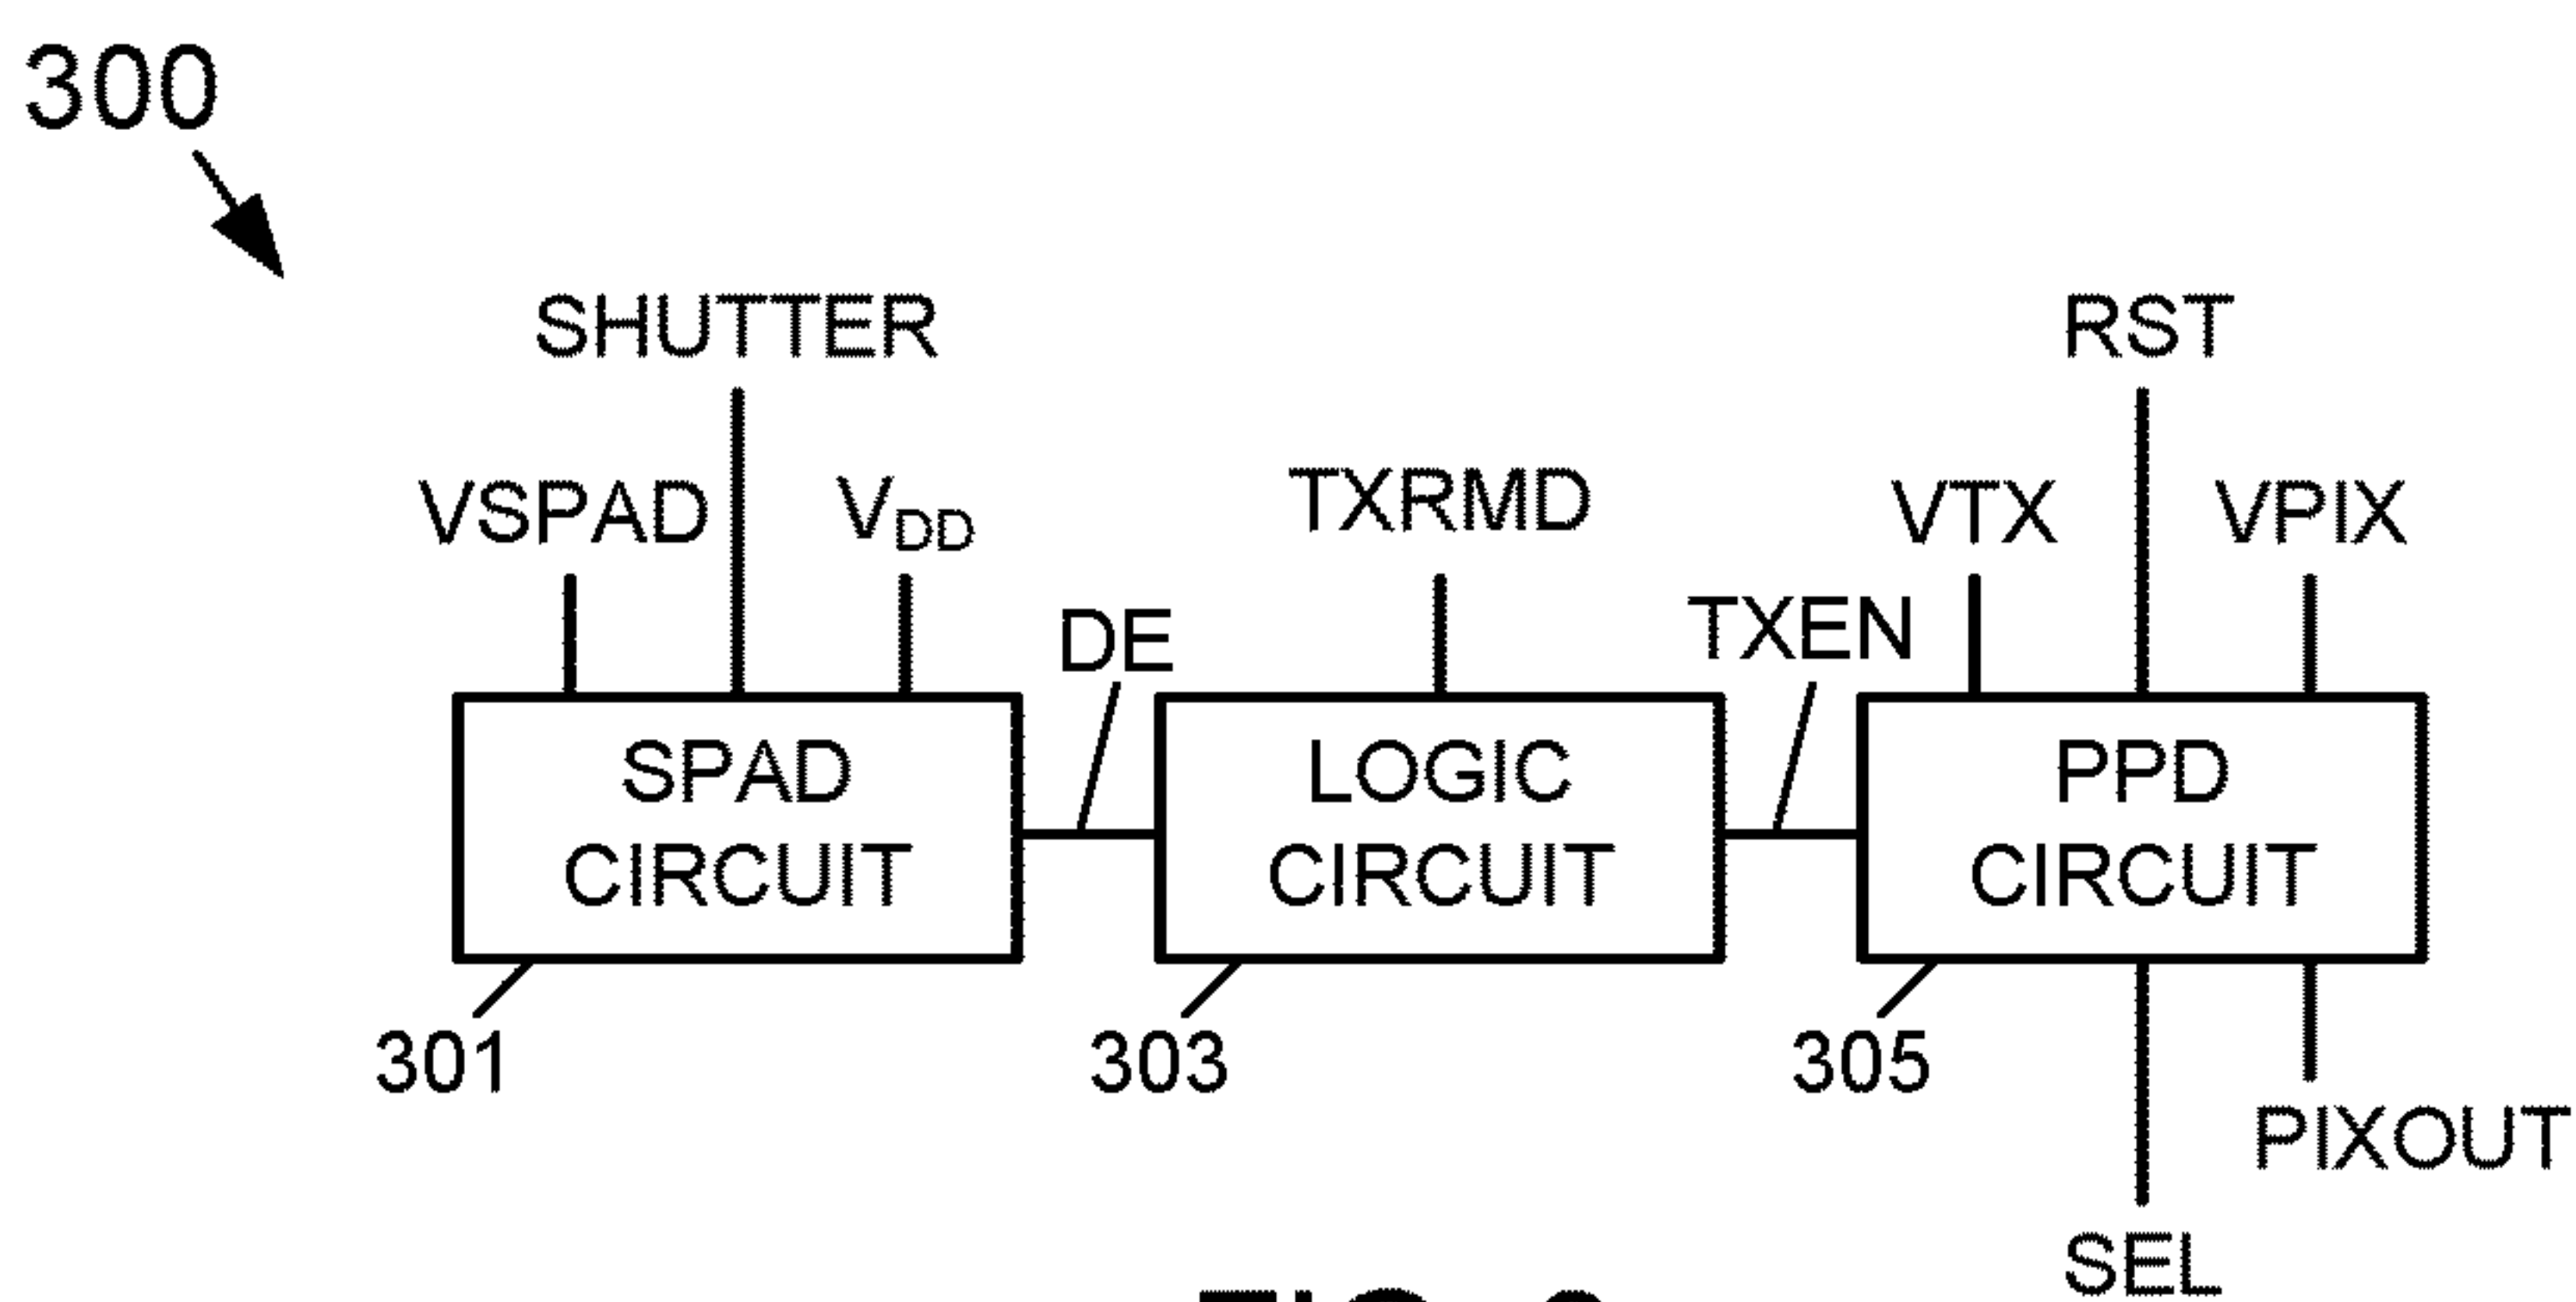 300
SHUTTER
RST
VSPAD
VDD
TXRMD
VTX
VPIX
DE
TXEN
SPAD
CIRCUIT
LOGIC
CIRCUIT
PPD
CIRCUIT
301
303
305
PIXOUT
SEL